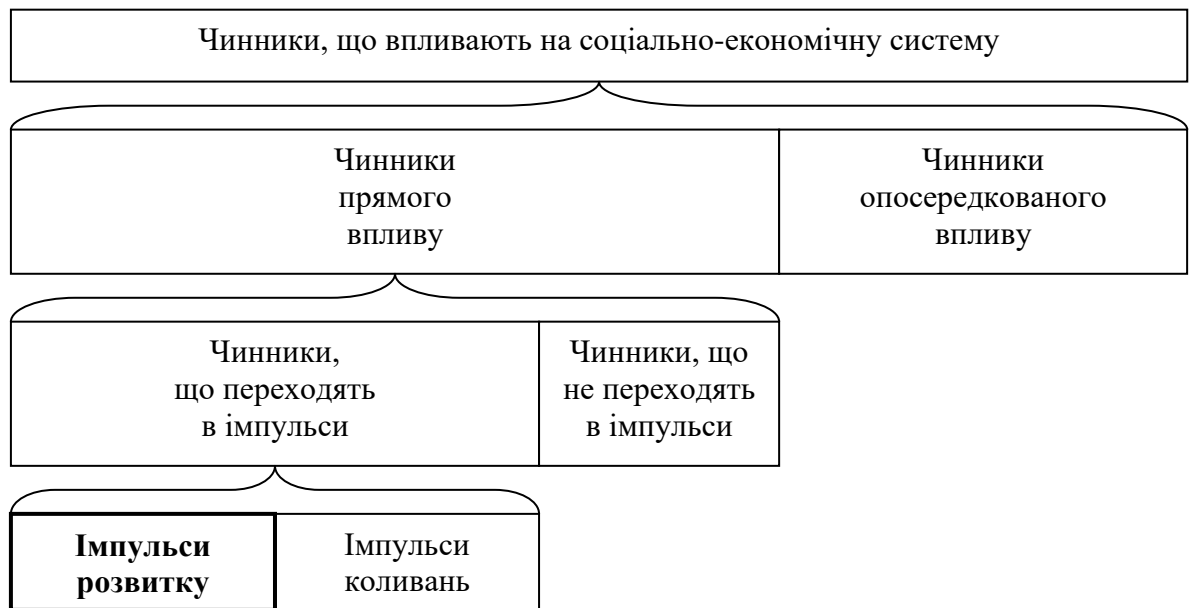 Чинники, що впливають на соціально-економічну систему
Чинники
прямого
впливу
Чинники
опосередкованого
впливу
Чинники,
що переходять
в імпульси
Чинники, що
не переходять
в імпульси
Імпульси
розвитку
Імпульси
коливань